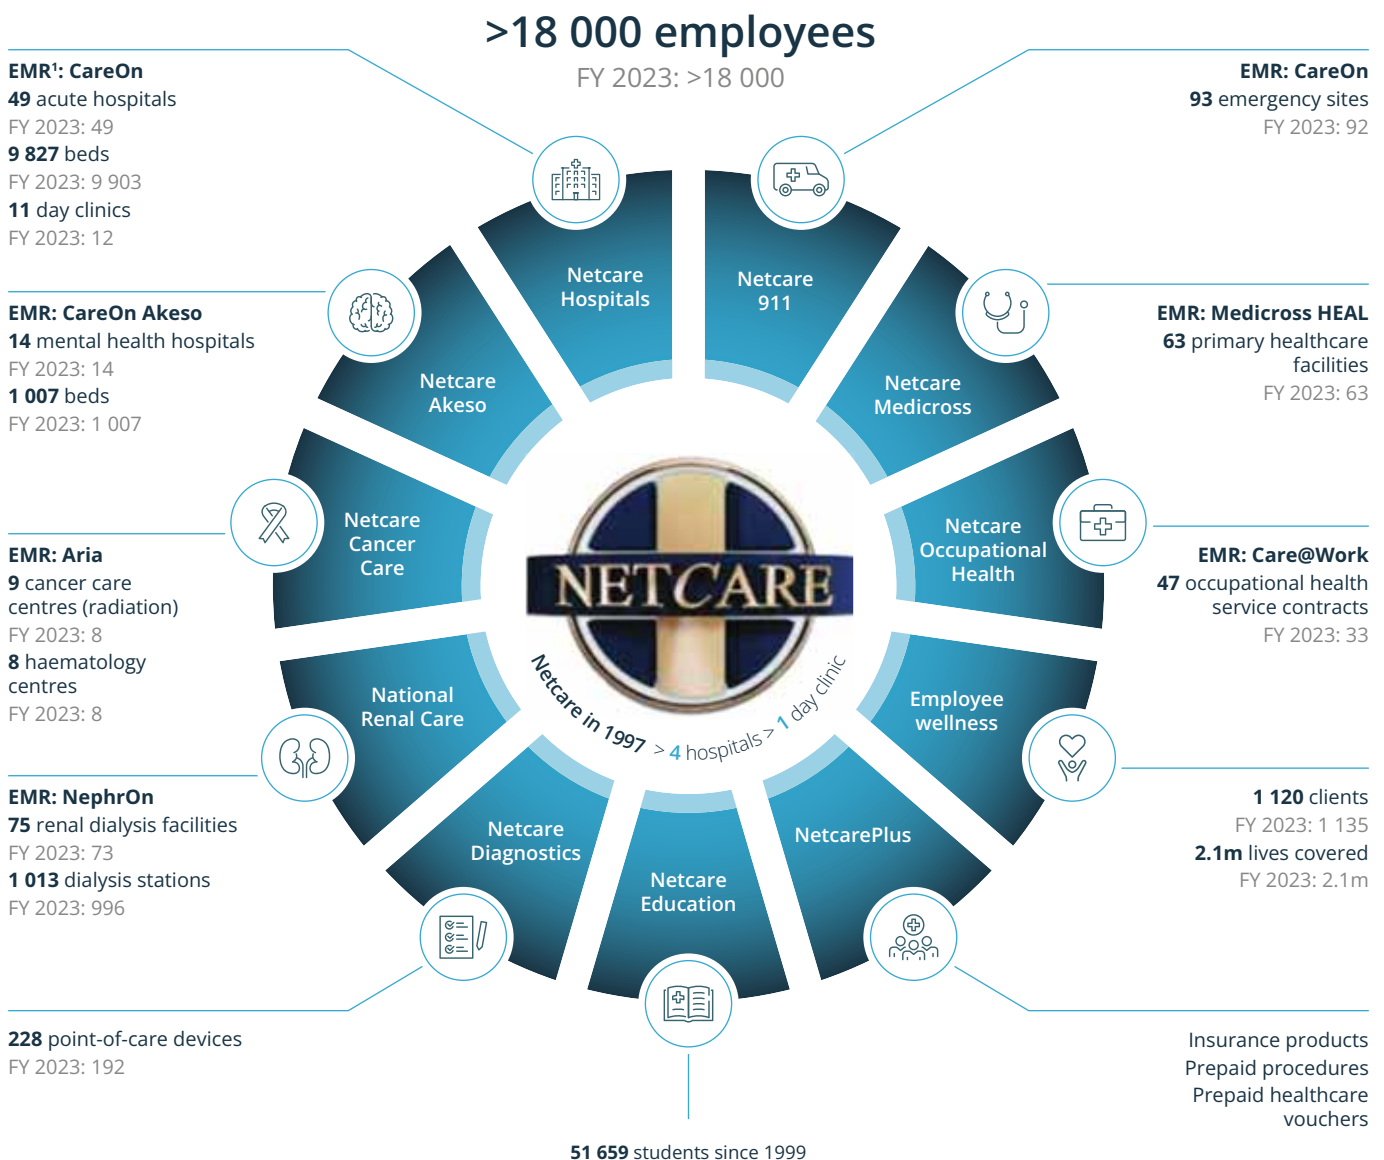 >18 000 employees
FY 2023: >18 000
EMR¹: CareOn
49 acute hospitals
FY 2023: 49
9 827 beds
FY 2023: 9 903
11 day clinics
FY 2023: 12
EMR: CareOn
93 emergency sites
FY 2023: 92
Netcare
Hospitals
Netcare
911
EMR: CareOn Akeso
14 mental health hospitals
FY 2023: 14
1 007 beds
FY 2023: 1 007
Netcare
Akeso
Netcare
Medicross
EMR: Medicross HEAL
63 primary healthcare
facilities
FY 2023: 63
EMR: Aria
9 cancer care
centres (radiation)
FY 2023: 8
8 haematology
centres
FY 2023: 8
Netcare
Cancer
Care
Netcare
Occupational
Health
EMR: Care@Work
47 occupational health
service contracts
FY 2023: 33
NETCARE
Netcare in 1997 > 4 hospitals > 1 day clinic
National
Renal Care
Employee
wellness
EMR: NephrOn
75 renal dialysis facilities
FY 2023: 73
1 013 dialysis stations
FY 2023: 996
1 120 clients
FY 2023: 1 135
2.1m lives covered
FY 2023: 2.1m
Netcare
Diagnostics
Netcare
Education
NetcarePlus
228 point-of-care devices
FY 2023: 192
Insurance products
Prepaid procedures
Prepaid healthcare
vouchers
51 659 students since 1999